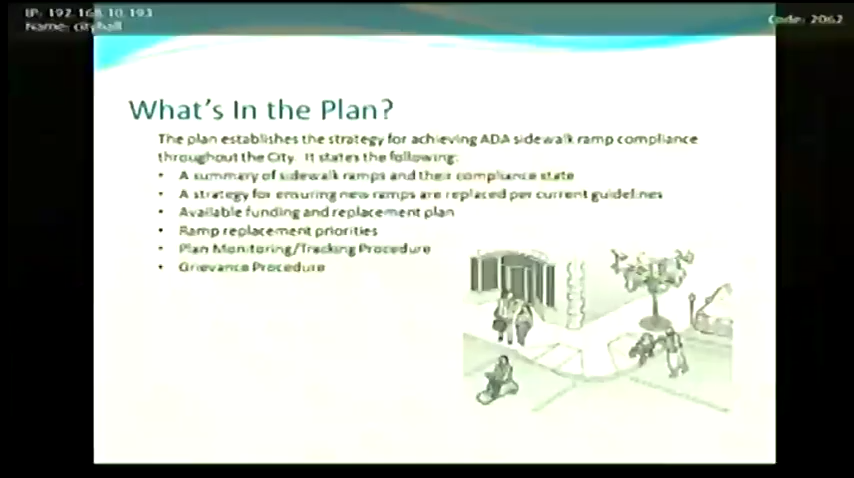 IP: 192.168.10.193
Name: cityhall
Code: 2062
What's In the Plan?
The plan establishes the strategy for achieving ADA sidewalk ramp compliance
throughout the City. It states the following:
• A summary of sidewalk ramps and their compliance state
• A strategy for ensuring new ramps are replaced per current guidelines
• Available funding and replacement plan
• Ramp replacement priorities
• Plan Monitoring/Tracking Procedure
• Grievance Procedure